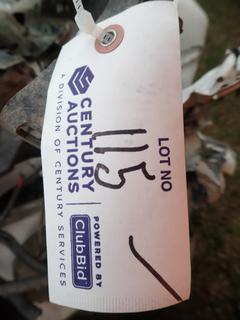 LOT NO
115
CENTURY
AUCTIONS
A DIVISION OF CENTURY SERVICES
POWERED BY
ClubBid